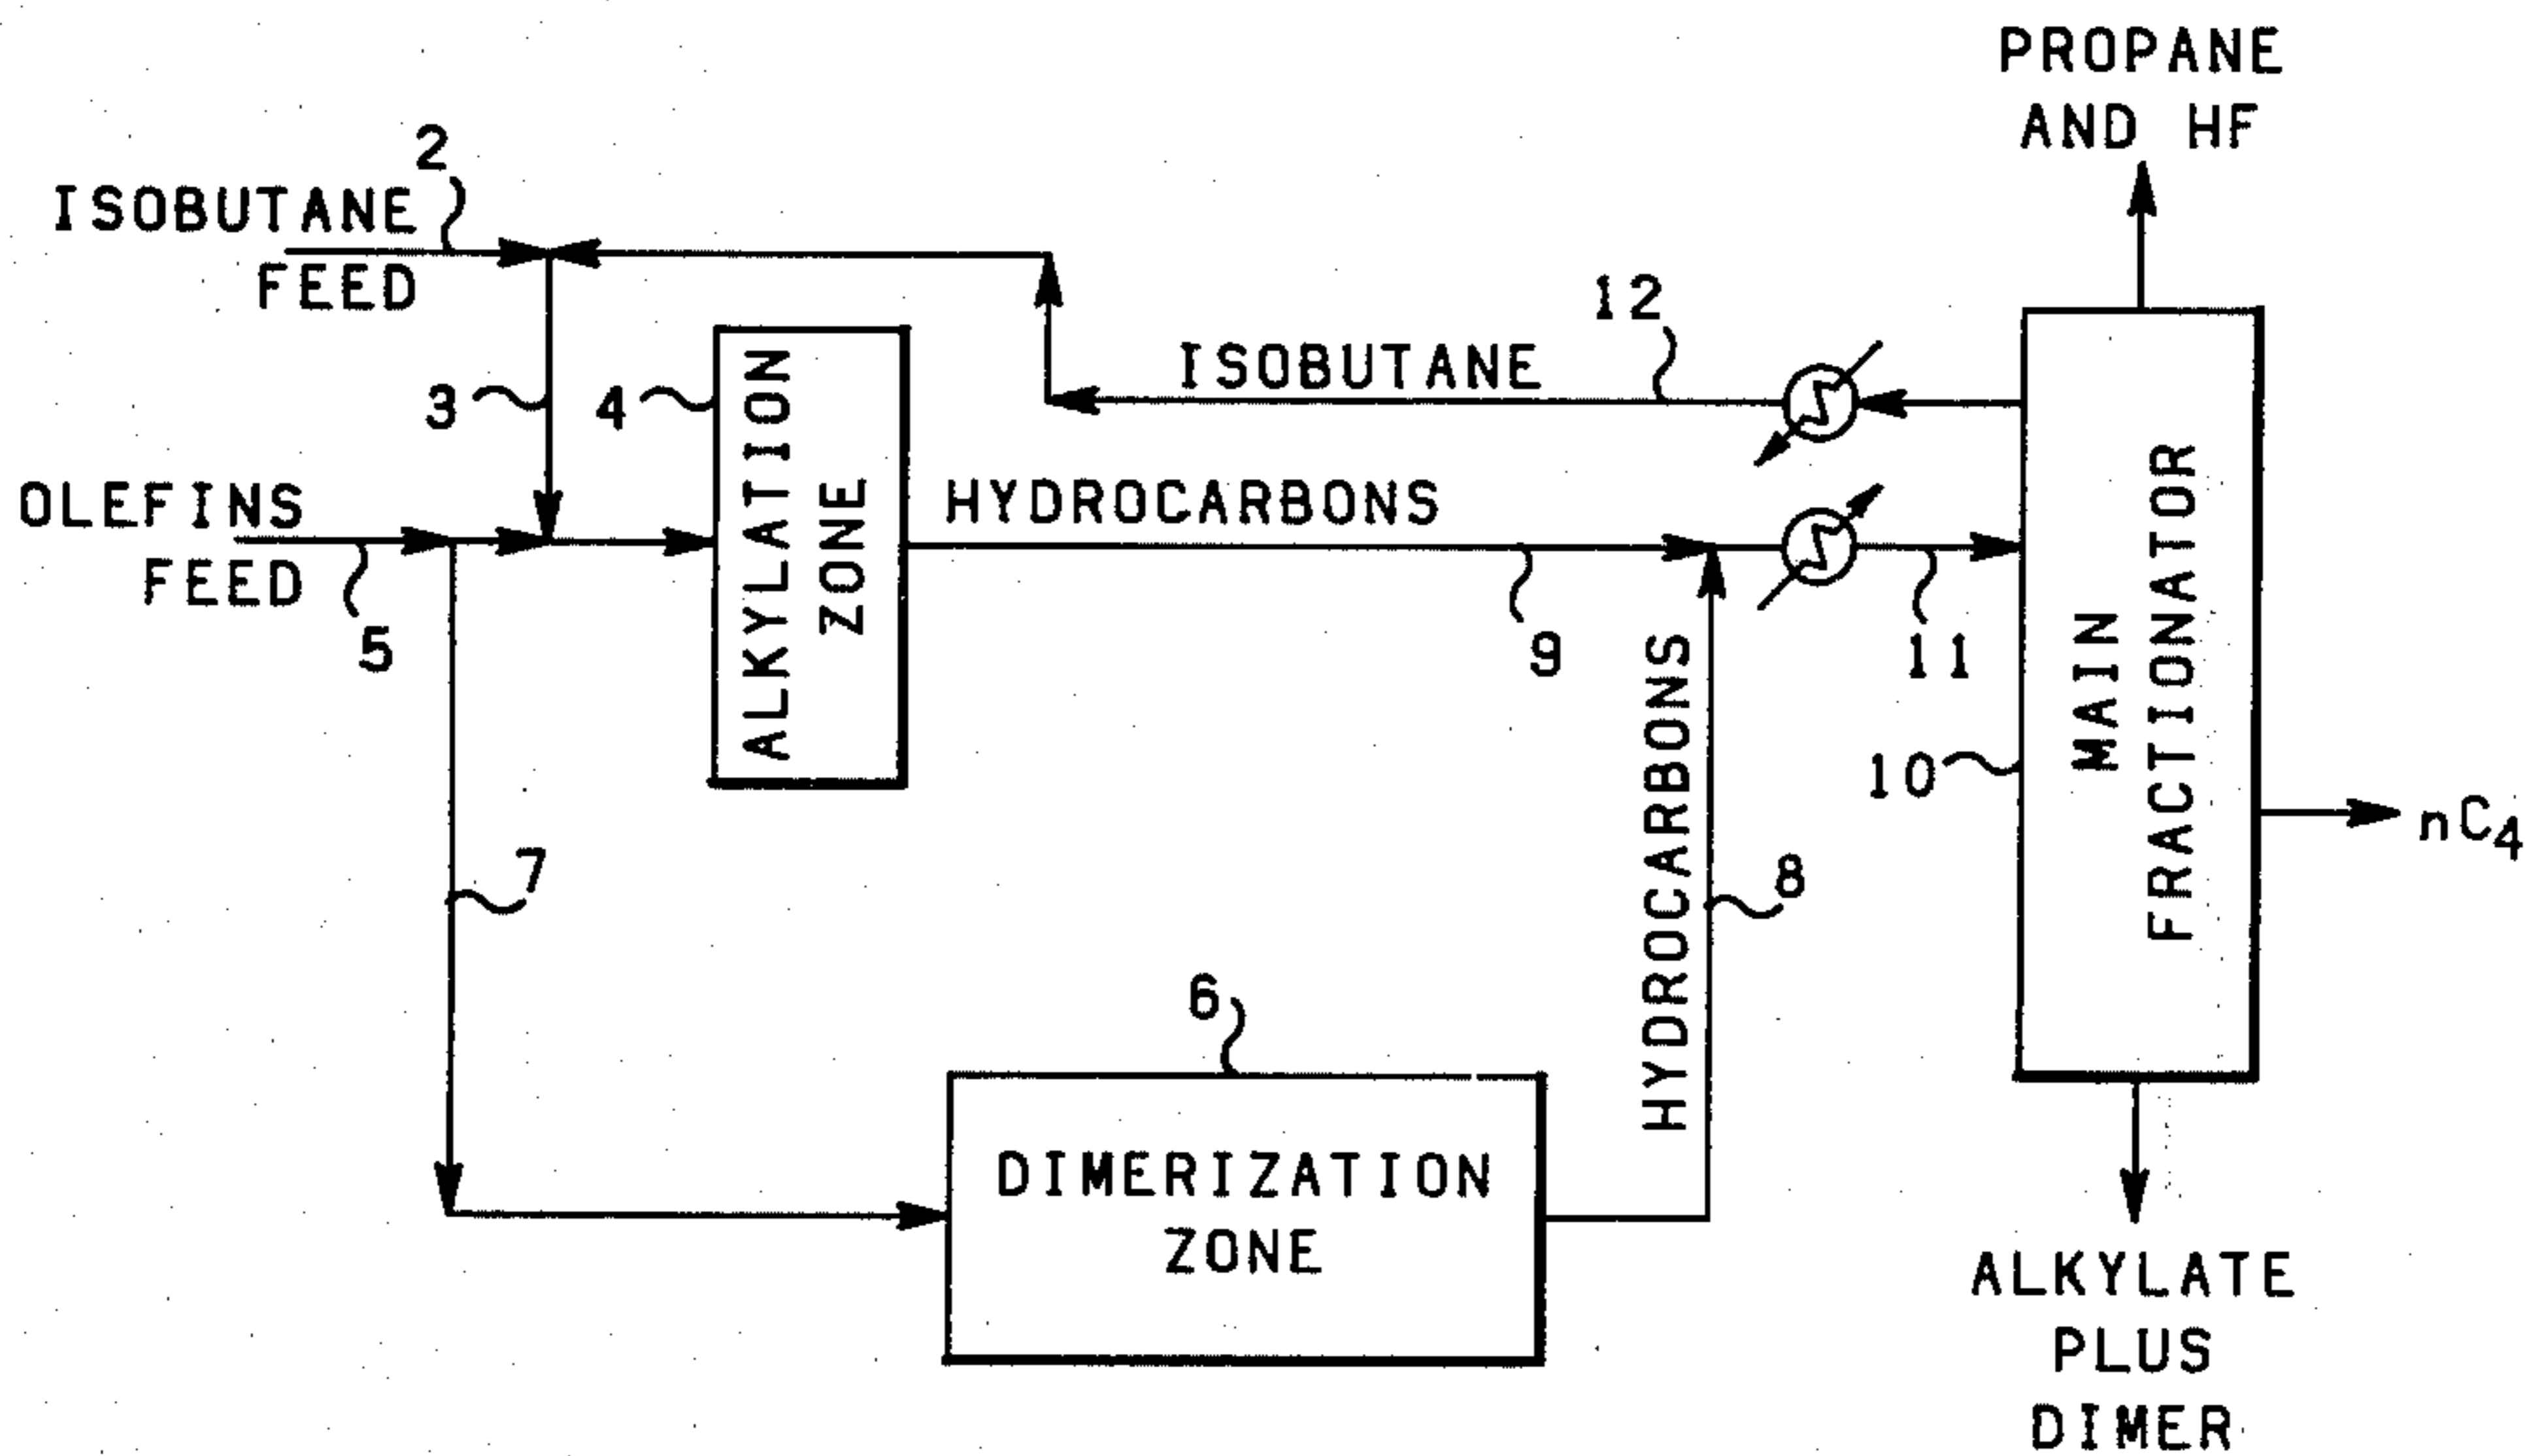 PROPANE
AND HF
2
ISOBUTANE
FEED
12
ISOBUTANE
3
4
ALKYLATION
ZONE
HYDROCARBONS
OLEFINS
FEED
5
9
11
MAIN
FRACTIONATOR
10
nC4
7
HYDROCARBONS
8
6
DIMERIZATION
ZONE
ALKYLATE
PLUS
DIMER